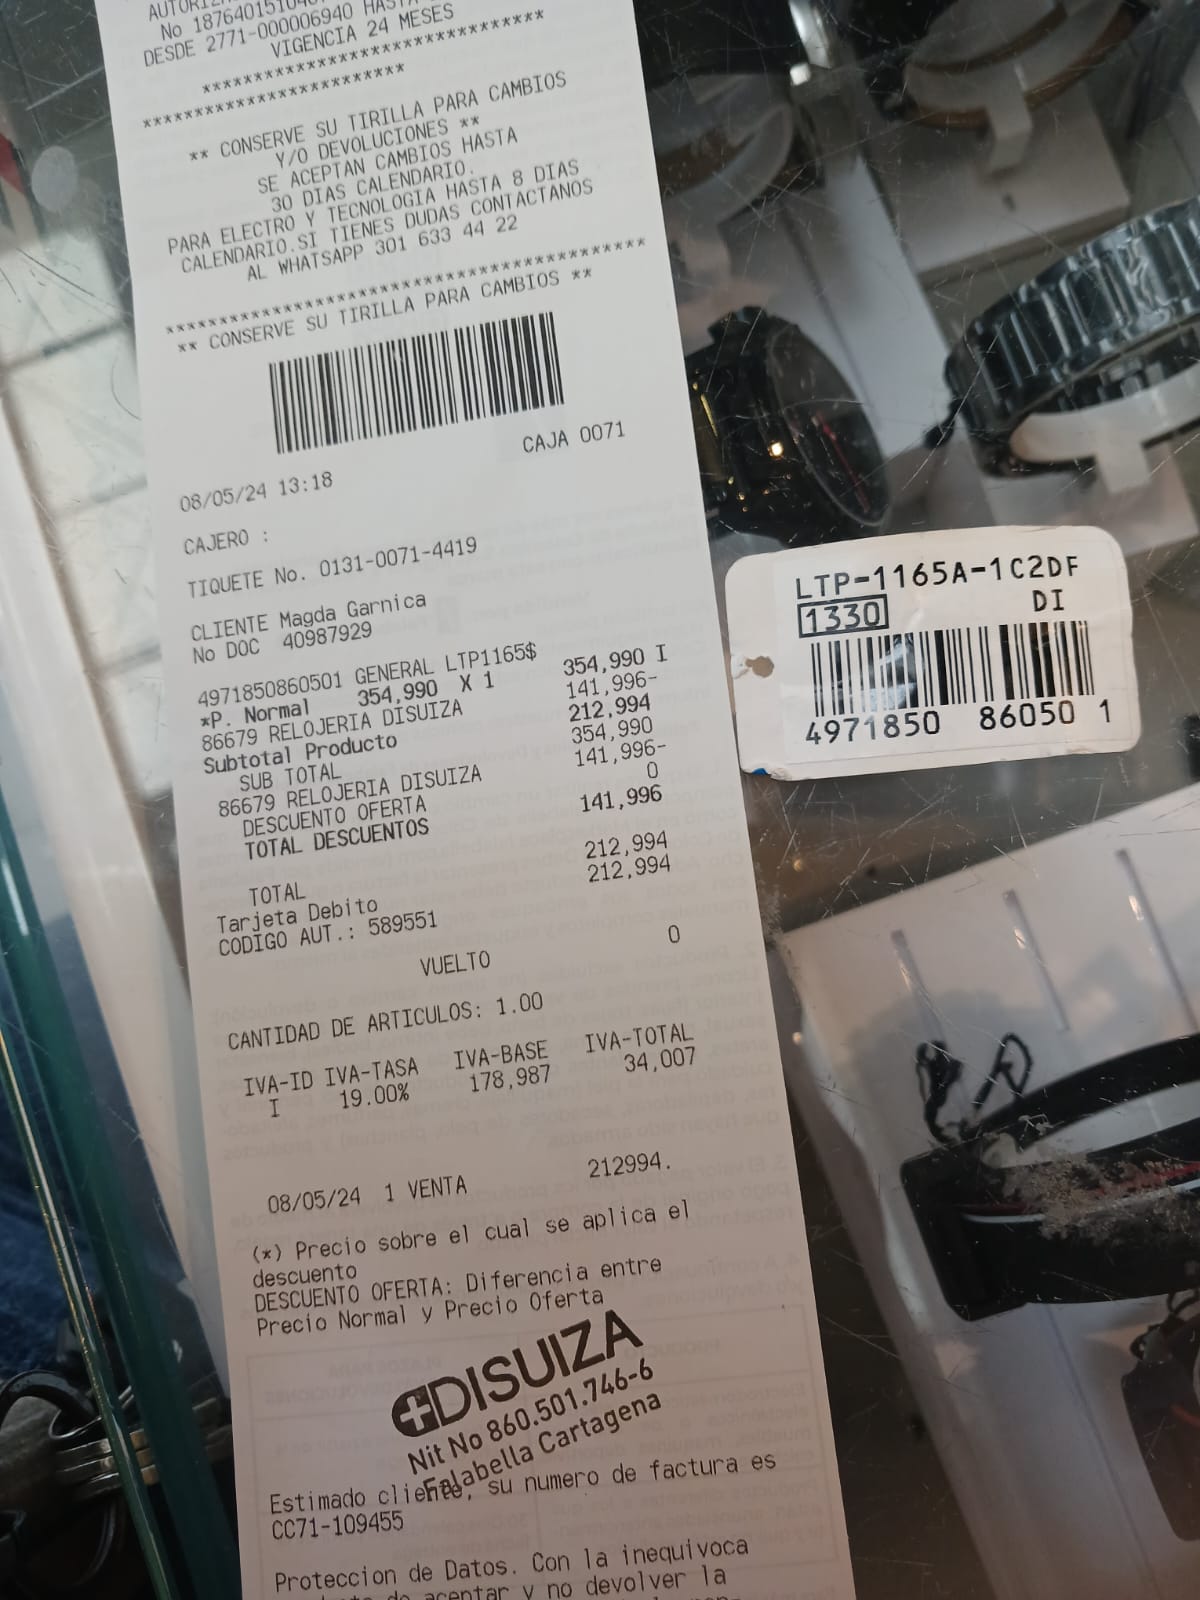 No 1876401510
DESDE 2771-000006940 HASTA
VIGENCIA 24 MESES
********************************
************************
** CONSERVE SU TIRILLA PARA CAMBIOS
Y/O DEVOLUCIONES **
SE ACEPTAN CAMBIOS HASTA
30 DIAS CALENDARIO.
PARA ELECTRO Y TECNOLOGIA HASTA 8 DIAS
CALENDARIO.SI TIENES DUDAS CONTACTANOS
AL WHATSAPP 301 633 44 22
****************************************
** CONSERVE SU TIRILLA PARA CAMBIOS **
CAJA 0071
08/05/24 13:18
CAJERO :
TIQUETE No. 0131-0071-4419
CLIENTE Magda Garnica
No DOC 40987929
4971850860501 GENERAL LTP1165$ 354,990 I
*P. Normal 354,990 X 1
86679 RELOJERIA DISUIZA 141,996-
Subtotal Producto 212,994
SUB TOTAL 354,990
86679 RELOJERIA DISUIZA 141,996-
DESCUENTO OFERTA 0
TOTAL DESCUENTOS 141,996
TOTAL 212,994
Tarjeta Debito 212,994
CODIGO AUT.: 589551
VUELTO 0
CANTIDAD DE ARTICULOS: 1.00
IVA-ID IVA-TASA IVA-BASE IVA-TOTAL
I 19.00% 178,987 34,007
08/05/24 1 VENTA 212994.
(*) Precio sobre el cual se aplica el
descuento
DESCUENTO OFERTA: Diferencia entre
Precio Normal y Precio Oferta
DISUIZA
Nit No 860.501.746-6
Falabella Cartagena
Estimado cliente, su numero de factura es
CC71-109455
Proteccion de Datos. Con la inequivoca
de aceptar y no devolver la
LTP-1165A-1C2DF
1330 DI
4971850 86050 1